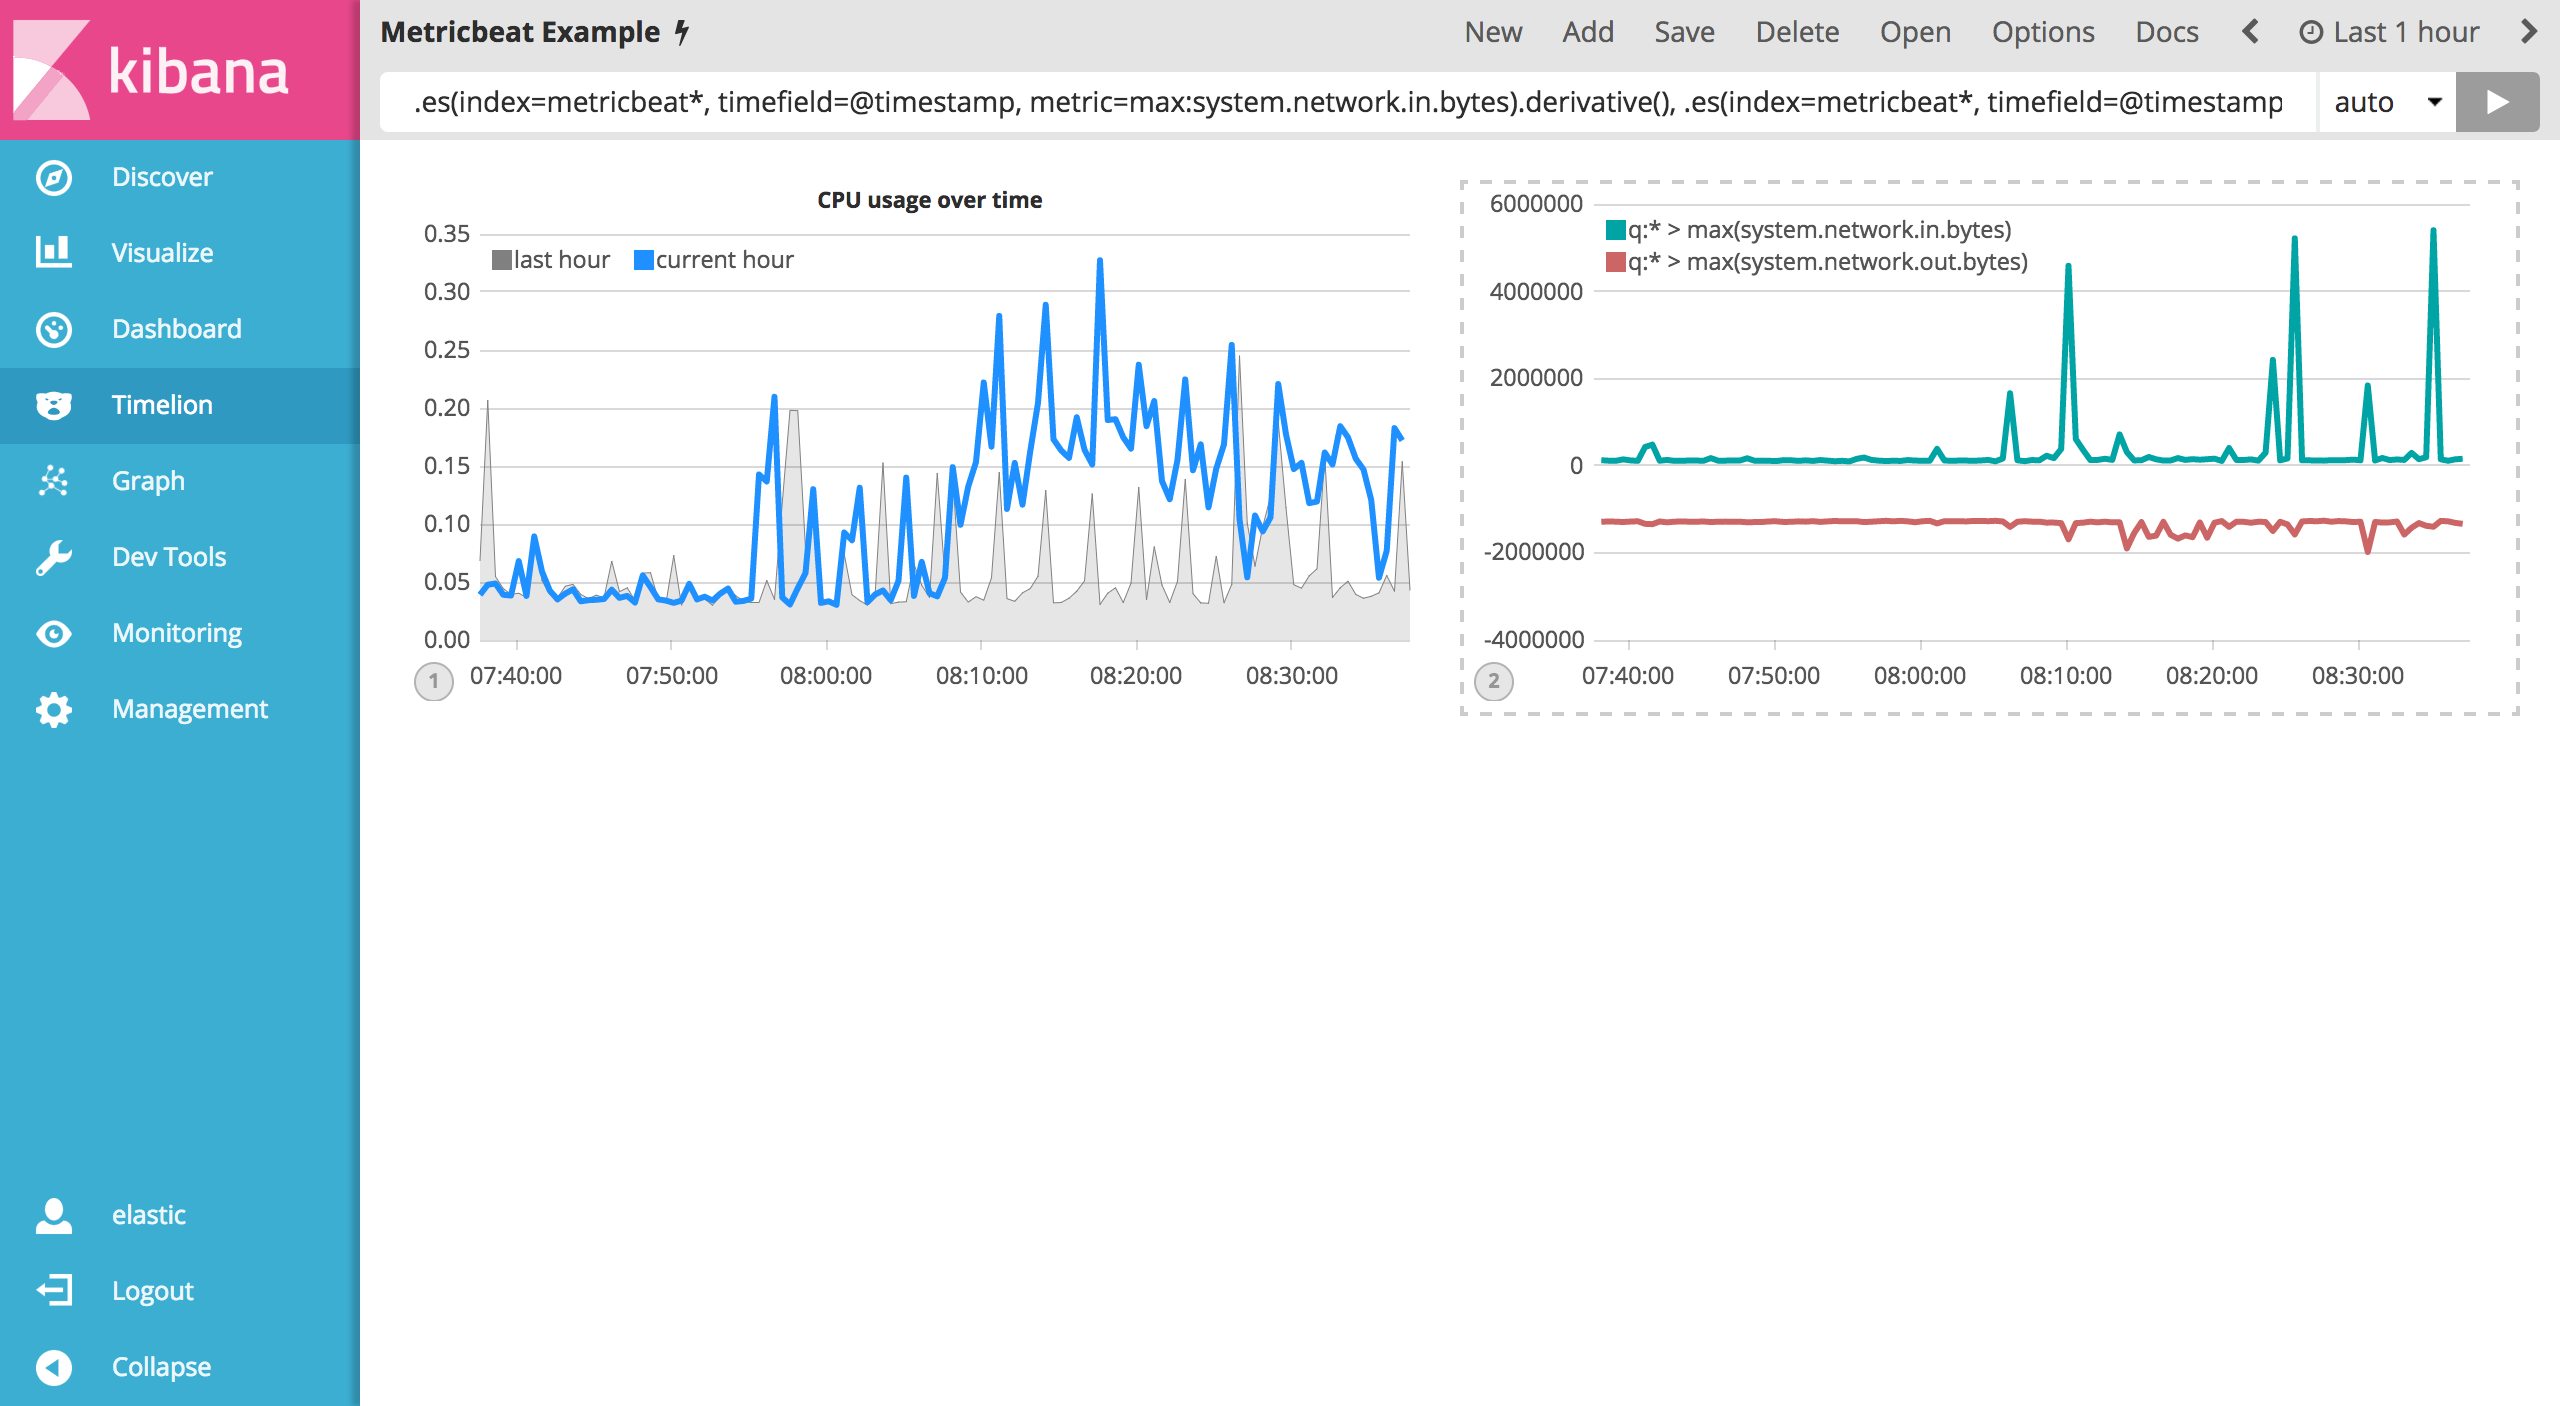 kibana
Discover
Visualize
Dashboard
Timelion
Graph
Dev Tools
Monitoring
Management
elastic
Logout
Collapse
Metricbeat Example
New Add Save Delete Open Options Docs Last 1 hour
.es(index=metricbeat*, timefield=@timestamp, metric=max:system.network.in.bytes).derivative(), .es(index=metricbeat*, timefield=@timestamp auto
CPU usage over time
last hour current hour
0.35
0.30
0.25
0.20
0.15
0.10
0.05
0.00
1
07:40:00 07:50:00 08:00:00 08:10:00 08:20:00 08:30:00
q:* > max(system.network.in.bytes)
q:* > max(system.network.out.bytes)
6000000
4000000
2000000
0
-2000000
-4000000
2
07:40:00 07:50:00 08:00:00 08:10:00 08:20:00 08:30:00